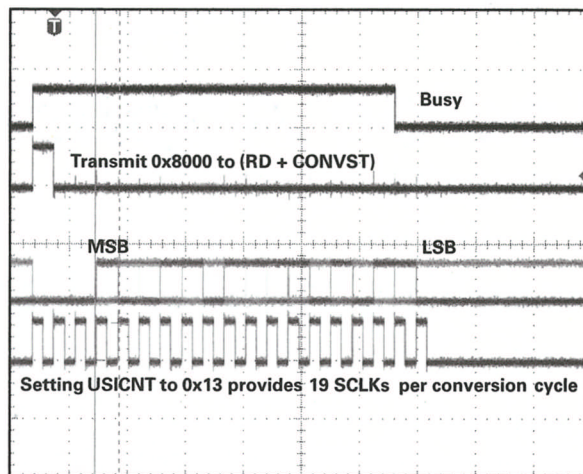 T
Busy
Transmit 0x8000 to (RD + CONVST)
MSB
LSB
Setting USICNT to 0x13 provides 19 SCLKs per conversion cycle